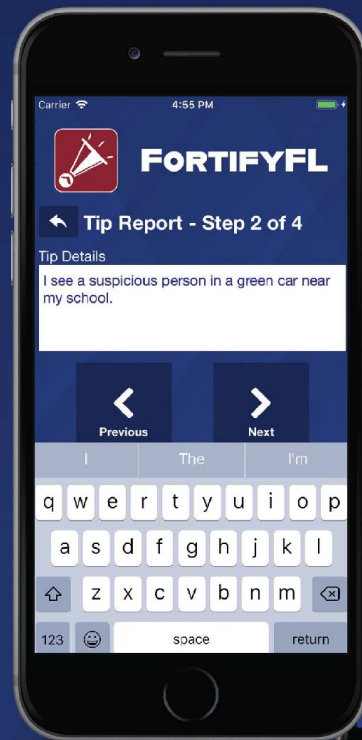 Carrier 4:55 PM
FORTIFYFL
Tip Report - Step 2 of 4
Tip Details
I see a suspicious person in a green car near
my school.
Previous Next
I The I'm
q w e r t y u i o p
a s d f g h j k l
z x c v b n m
123 space return